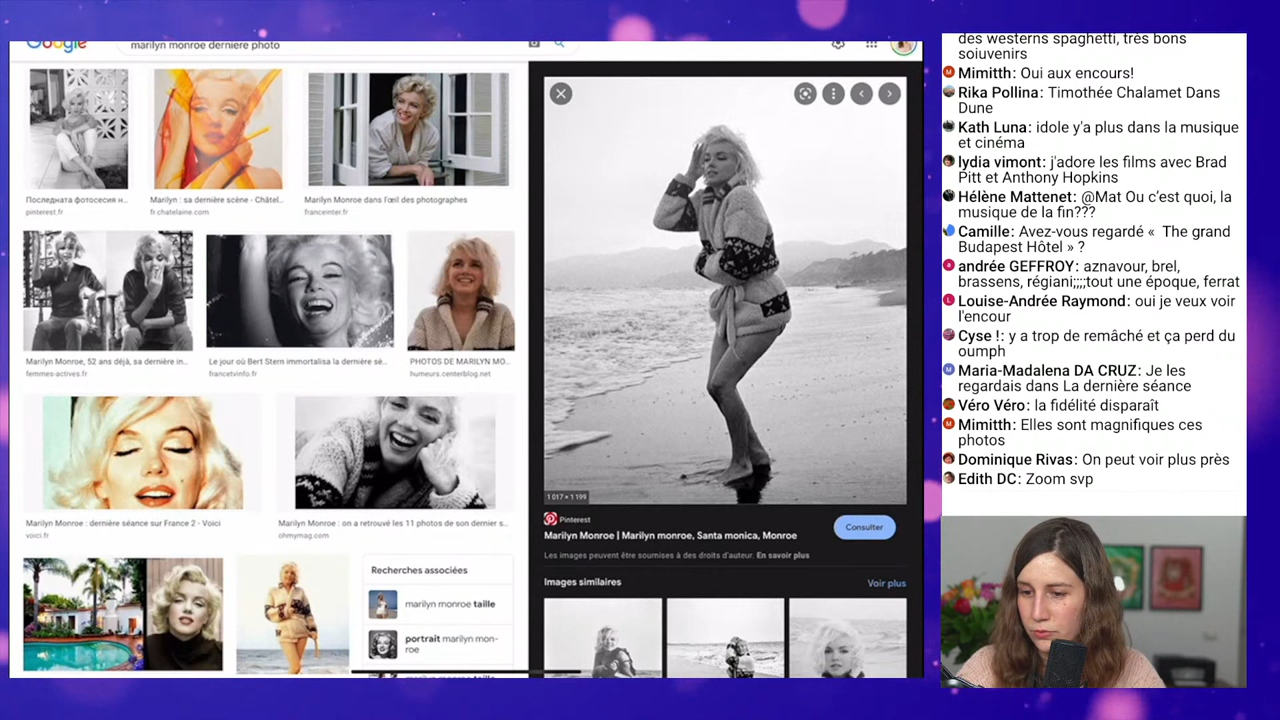 Google
marilyn monroe dernière photo
Последната фотосесия н...
pinterest.fr
Marilyn : sa dernière scène - Châtel...
fr.chatelaine.com
Marilyn Monroe dans l'œil des photographes
franceinter.fr
Marilyn Monroe, 52 ans déjà, sa dernière in...
femmes-actives.fr
Le jour où Bert Stern immortalisa la dernière sé...
francetvinfo.fr
PHOTOS DE MARILYN MO...
humeurs.centerblog.net
Marilyn Monroe : dernière séance sur France 2 - Voici
voici.fr
Marilyn Monroe : on a retrouvé les 11 photos de son dernier s...
ohmymag.com
Recherches associées
marilyn monroe taille
portrait marilyn mon-
roe
1 017 × 1 199
Pinterest
Marilyn Monroe | Marilyn monroe, Santa monica, Monroe
Consulter
Les images peuvent être soumises à des droits d'auteur. En savoir plus
Images similaires
Voir plus
des westerns spaghetti, très bons
soiuvenirs
Mimitth: Oui aux encours!
Rika Pollina: Timothée Chalamet Dans
Dune
Kath Luna: idole y'a plus dans la musique
et cinéma
lydia vimont: j'adore les films avec Brad
Pitt et Anthony Hopkins
Hélène Mattenet: @Mat Ou c'est quoi, la
musique de la fin???
Camille: Avez-vous regardé « The grand
Budapest Hôtel » ?
andrée GEFFROY: aznavour, brel,
brassens, régiani;;;;tout une époque, ferrat
Louise-Andrée Raymond: oui je veux voir
l'encour
Cyse !: y a trop de remâché et ça perd du
oumph
Maria-Madalena DA CRUZ: Je les
regardais dans La dernière séance
Véro Véro: la fidélité disparaît
Mimitth: Elles sont magnifiques ces
photos
Dominique Rivas: On peut voir plus près
Edith DC: Zoom svp